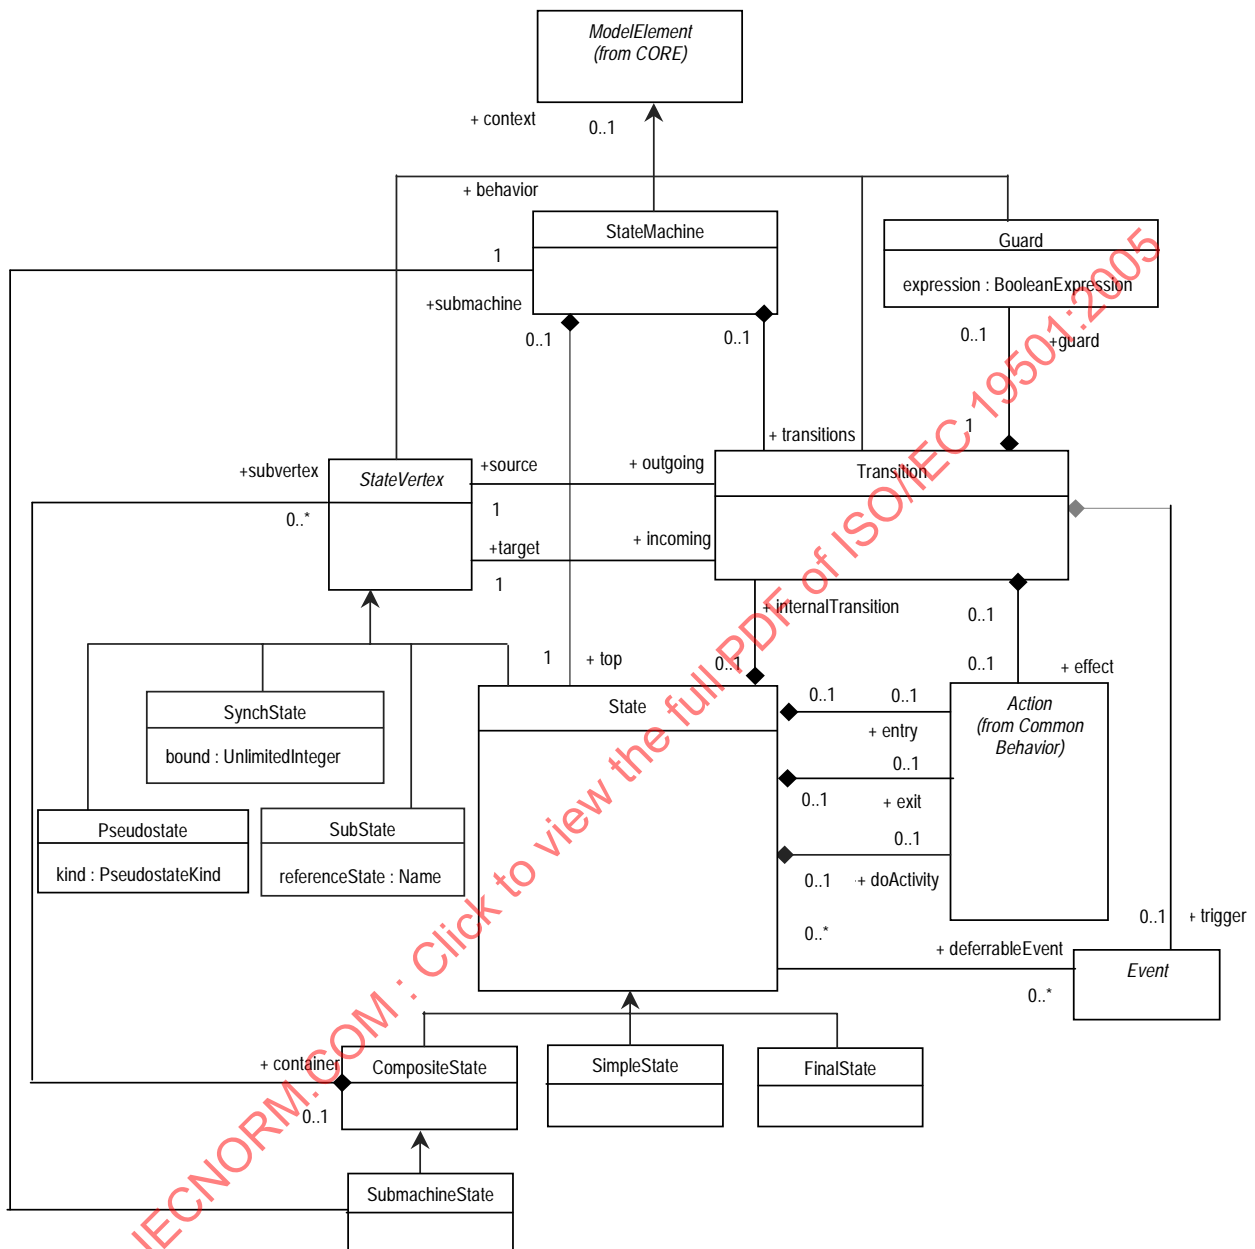 ModelElement
(from CORE)
+ context
0..1
+ behavior
StateMachine
1
+submachine
0..1
0..1
Guard
expression : BooleanExpression
0..1
+guard
1
+ transitions
+subvertex
0..*
StateVertex
+source
1
+ outgoing
Transition
+target
1
+ incoming
+ internalTransition
0..1
1
+ top
0..1
0..1
+ effect
SynchState
bound : UnlimitedInteger
Pseudostate
kind : PseudostateKind
SubState
referenceState : Name
State
0..1
0..1
+ entry
0..1
0..1
+ exit
0..1
0..1
+ doActivity
Action
(from Common
Behavior)
0..*
+ deferrableEvent
0..*
0..1
+ trigger
Event
+ container
0..1
CompositeState
SimpleState
FinalState
SubmachineState
IECNORM.COM : Click to view the full PDF of ISO/IEC 19501:2005